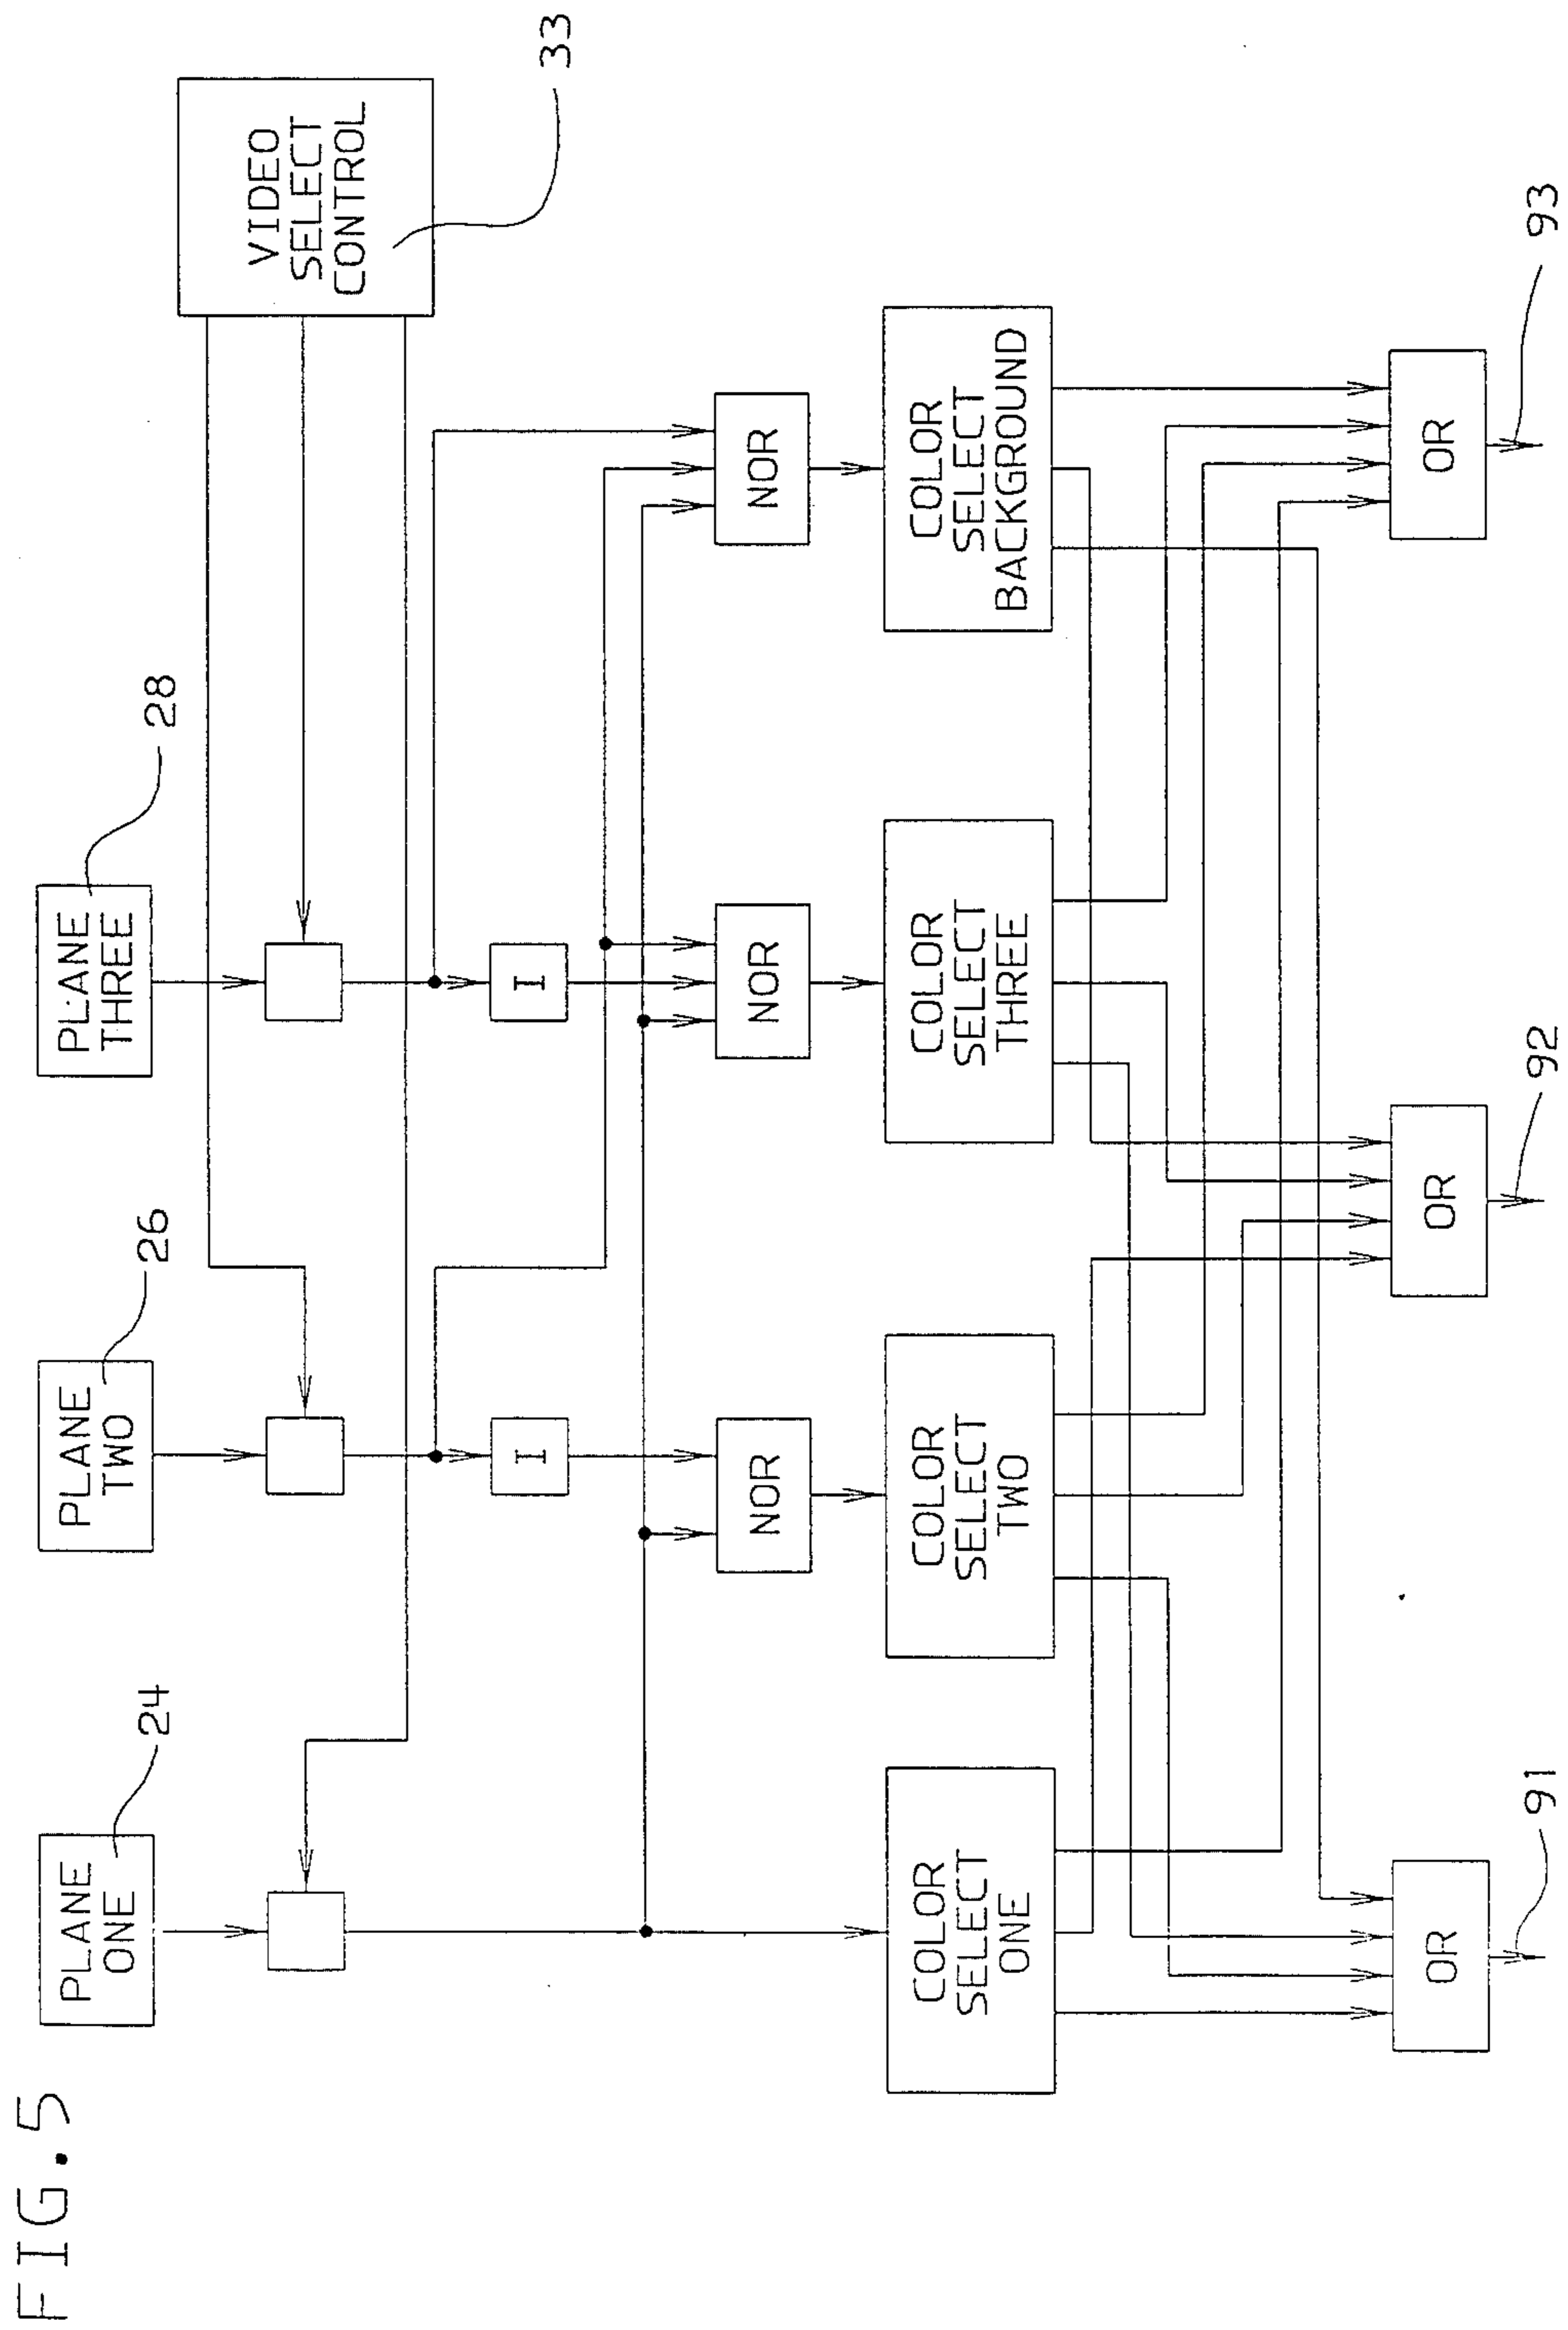 FIG.5
PLANE
ONE
24
PLANE
TWO
26
PLANE
THREE
28
VIDEO
SELECT
CONTROL
33
I
I
NOR
NOR
NOR
COLOR
SELECT
ONE
COLOR
SELECT
TWO
COLOR
SELECT
THREE
COLOR
SELECT
BACKGROUND
OR
OR
OR
91
92
93